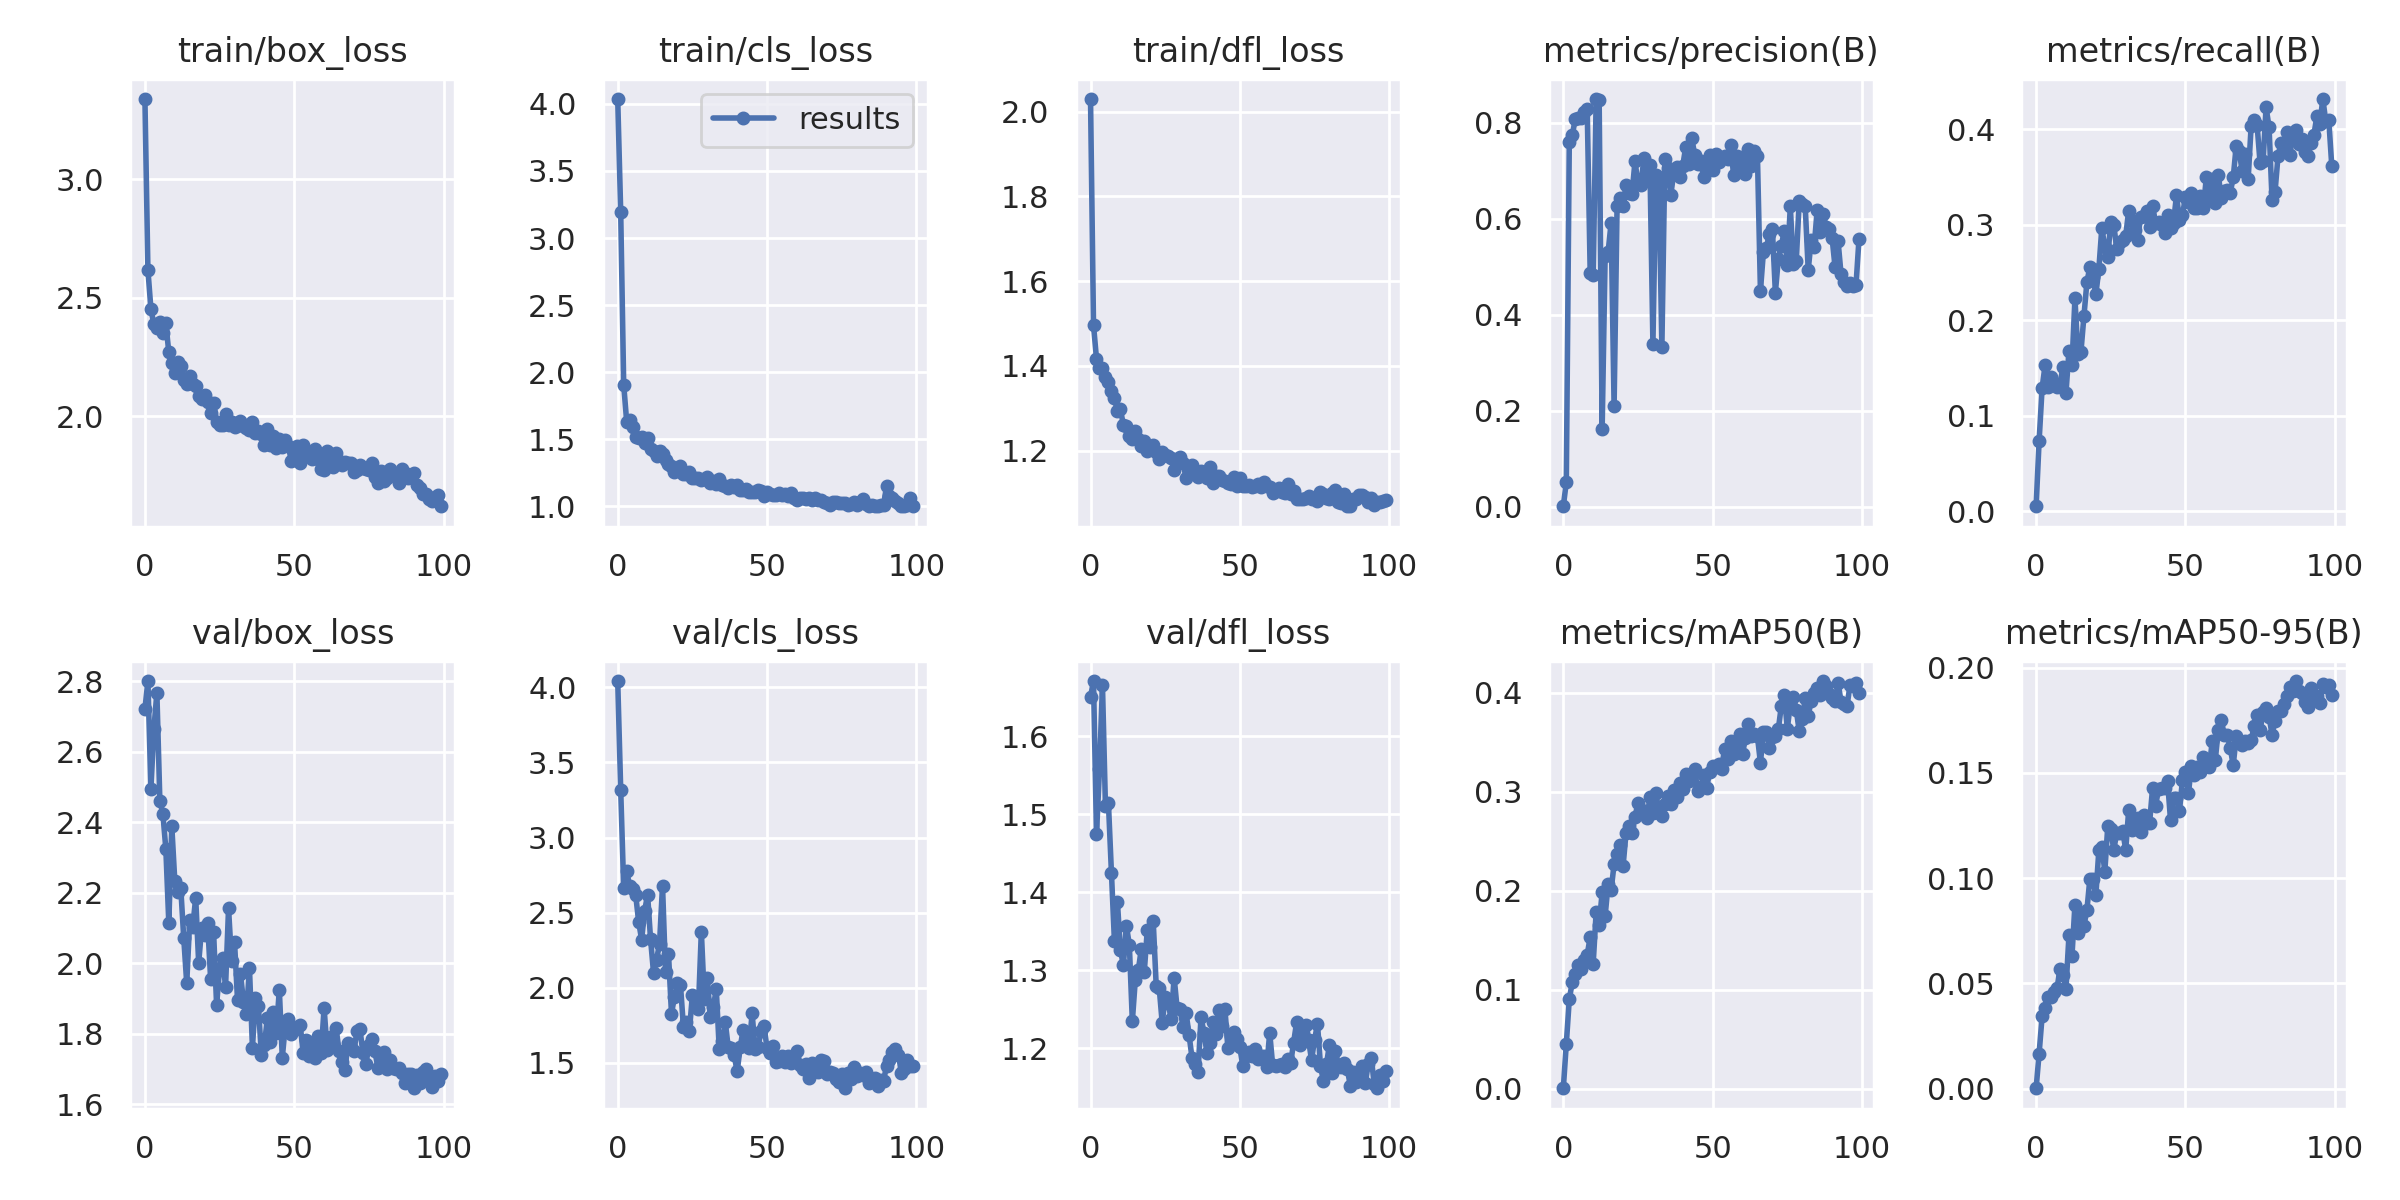 train/box_loss
3.0
2.5
2.0
0 50 100
train/cls_loss
results
4.0
3.5
3.0
2.5
2.0
1.5
1.0
0 50 100
train/dfl_loss
2.0
1.8
1.6
1.4
1.2
0 50 100
metrics/precision(B)
0.8
0.6
0.4
0.2
0.0
0 50 100
metrics/recall(B)
0.4
0.3
0.2
0.1
0.0
0 50 100
val/box_loss
2.8
2.6
2.4
2.2
2.0
1.8
1.6
0 50 100
val/cls_loss
4.0
3.5
3.0
2.5
2.0
1.5
0 50 100
val/dfl_loss
1.6
1.5
1.4
1.3
1.2
0 50 100
metrics/mAP50(B)
0.4
0.3
0.2
0.1
0.0
0 50 100
metrics/mAP50-95(B)
0.20
0.15
0.10
0.05
0.00
0 50 100